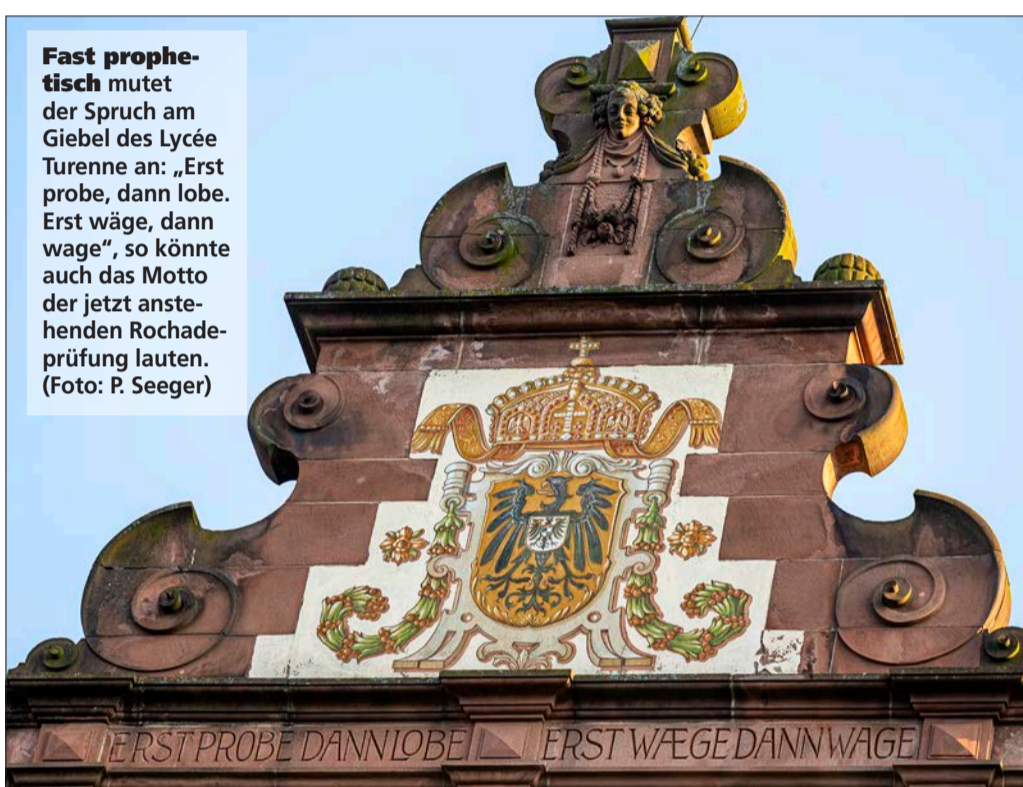 Fast prophe-
tisch mutet
der Spruch am
Giebel des Lycée
Turenne an: „Erst
probe, dann lobe.
Erst wäge, dann
wage“, so könnte
auch das Motto
der jetzt anste-
henden Rochade-
prüfung lauten.
(Foto: P. Seeger)
ERST PROBE DANN LOBE ERST WÆGE DANN WAGE